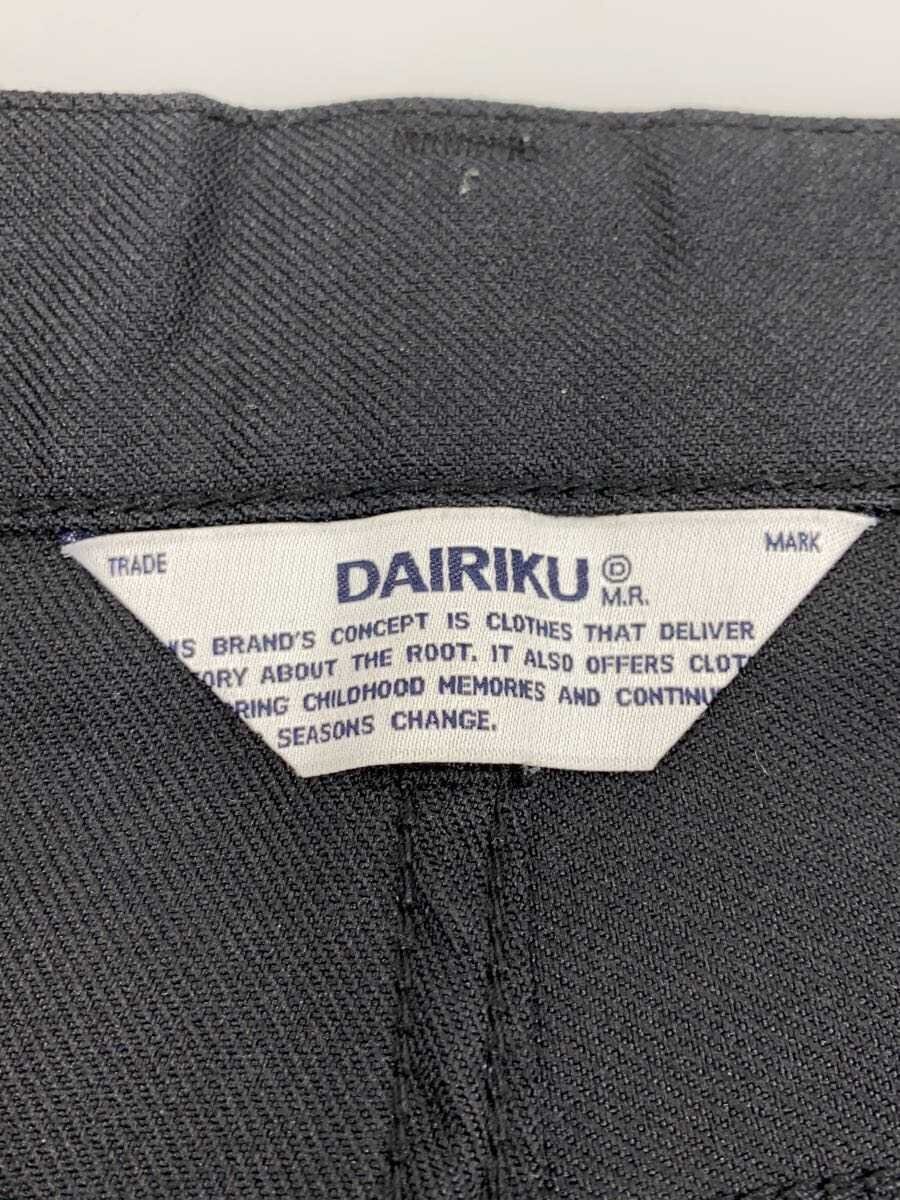 TRADE
MARK
DAIRIKU Ⓓ
M.R.
BRAND'S CONCEPT IS CLOTHES THAT DELIVER
ABOUT THE ROOT. IT ALSO OFFERS
CHILDHOOD MEMORIES AND
SEASONS CHANGE.